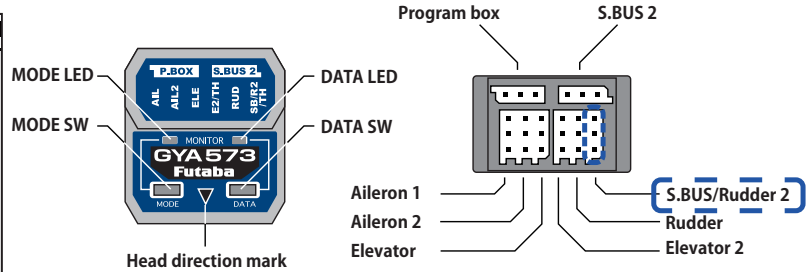 Program box
S.BUS 2
MODE LED
DATA LED
P.BOX
S.BUS 2
AIL
AIL2
ELE
E2/TH
RUD
SB/R2
/TH
MODE SW
DATA SW
MONITOR
GYA573
Futaba
MODE
DATA
Head direction mark
Aileron 1
Aileron 2
Elevator
S.BUS/Rudder 2
Rudder
Elevator 2